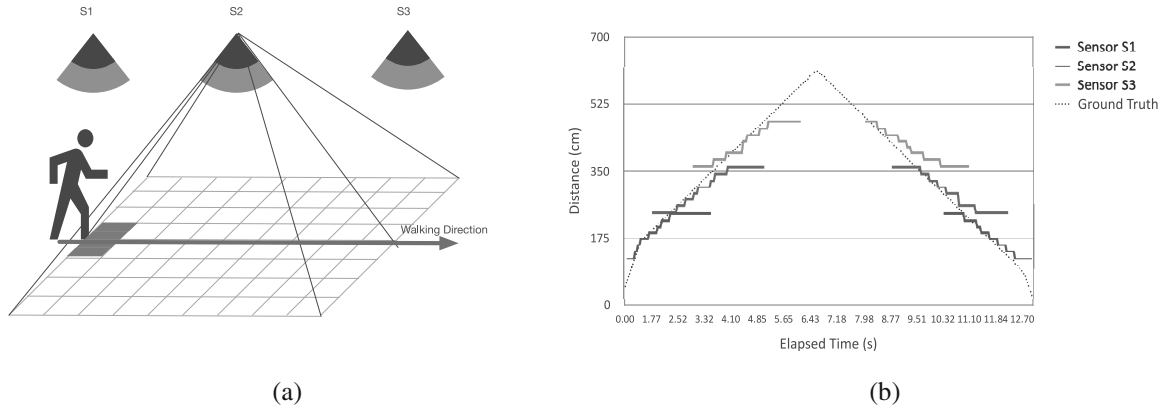 S1 S2 S3
Walking Direction
(a)
700
525
350
175
0
Distance (cm)
0.00 1.77 2.52 3.32 4.10 4.85 5.65 6.43 7.18 7.98 8.77 9.51 10.32 11.10 11.84 12.70
Elapsed Time (s)
Sensor S1
Sensor S2
Sensor S3
Ground Truth
(b)